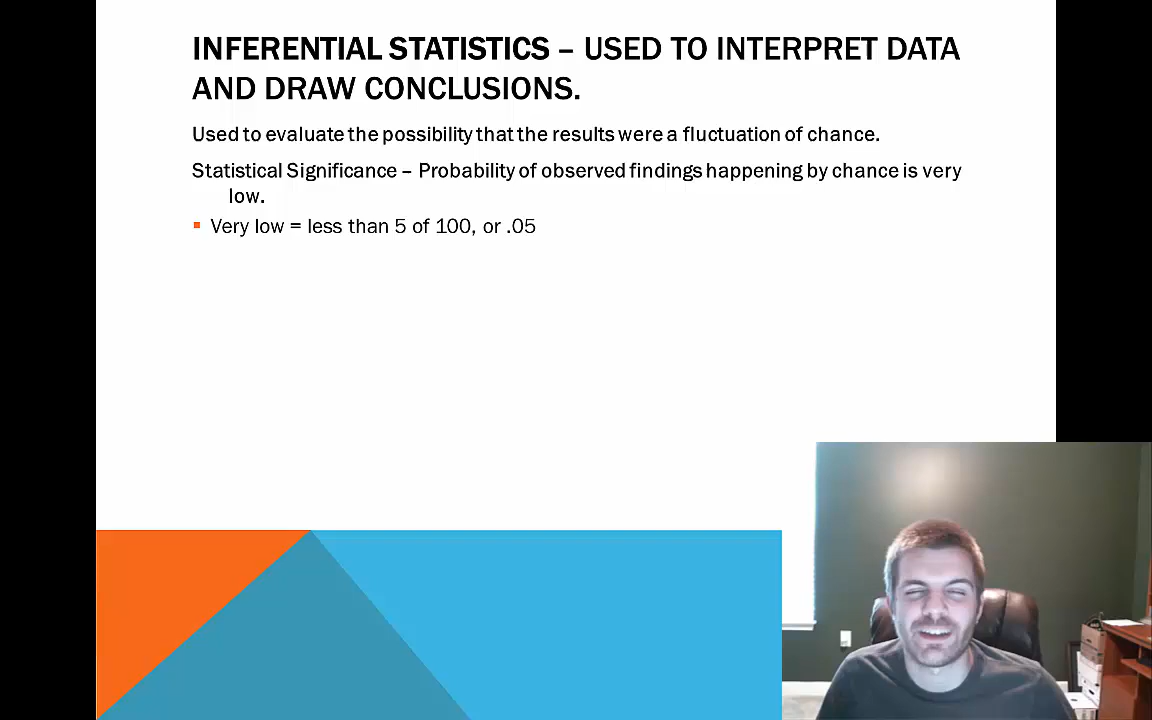 INFERENTIAL STATISTICS – USED TO INTERPRET DATA
AND DRAW CONCLUSIONS.
Used to evaluate the possibility that the results were a fluctuation of chance.
Statistical Significance – Probability of observed findings happening by chance is very
low.
Very low = less than 5 of 100, or .05